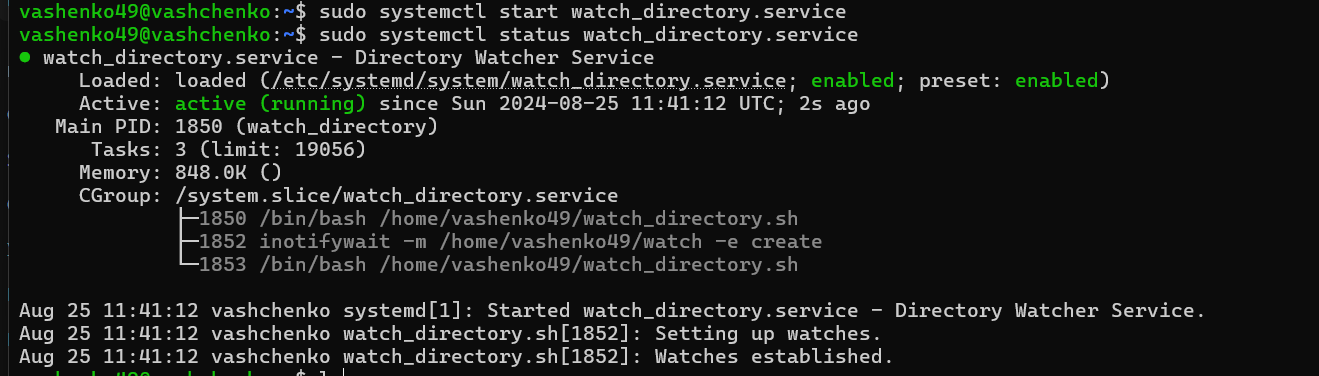 vashenko49@vashchenko:~$ sudo systemctl start watch_directory.service
vashenko49@vashchenko:~$ sudo systemctl status watch_directory.service
● watch_directory.service - Directory Watcher Service
     Loaded: loaded (/etc/systemd/system/watch_directory.service; enabled; preset: enabled)
     Active: active (running) since Sun 2024-08-25 11:41:12 UTC; 2s ago
   Main PID: 1850 (watch_directory)
      Tasks: 3 (limit: 19056)
     Memory: 848.0K ()
     CGroup: /system.slice/watch_directory.service
             ├─1850 /bin/bash /home/vashenko49/watch_directory.sh
             ├─1852 inotifywait -m /home/vashenko49/watch -e create
             └─1853 /bin/bash /home/vashenko49/watch_directory.sh
Aug 25 11:41:12 vashchenko systemd[1]: Started watch_directory.service - Directory Watcher Service.
Aug 25 11:41:12 vashchenko watch_directory.sh[1852]: Setting up watches.
Aug 25 11:41:12 vashchenko watch_directory.sh[1852]: Watches established.